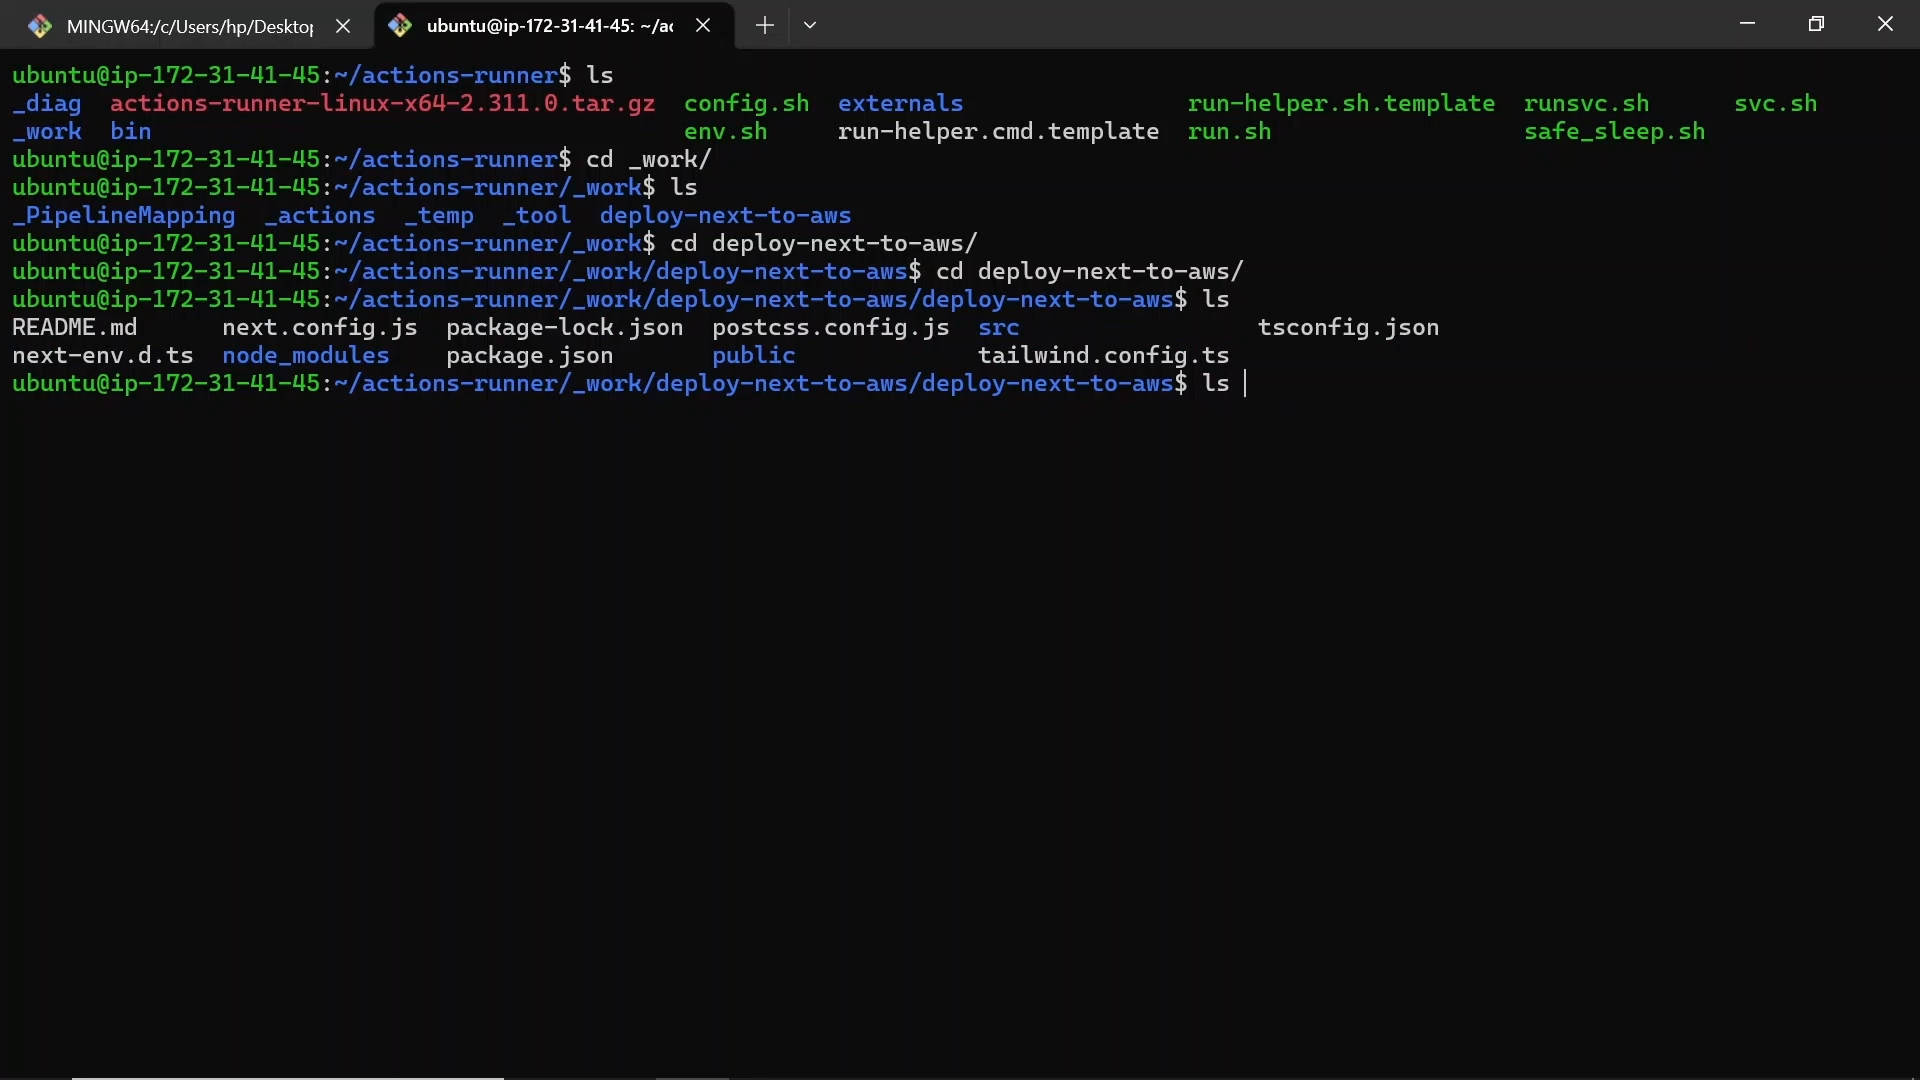 MINGW64:/c/Users/hp/Desktop
ubuntu@ip-172-31-41-45: ~/ac
ubuntu@ip-172-31-41-45:~/actions-runner$ ls
_diag  actions-runner-linux-x64-2.311.0.tar.gz  config.sh  externals                run-helper.sh.template  runsvc.sh      svc.sh
_work  bin                                      env.sh     run-helper.cmd.template  run.sh                  safe_sleep.sh
ubuntu@ip-172-31-41-45:~/actions-runner$ cd _work/
ubuntu@ip-172-31-41-45:~/actions-runner/_work$ ls
_PipelineMapping  _actions  _temp  _tool  deploy-next-to-aws
ubuntu@ip-172-31-41-45:~/actions-runner/_work$ cd deploy-next-to-aws/
ubuntu@ip-172-31-41-45:~/actions-runner/_work/deploy-next-to-aws$ cd deploy-next-to-aws/
ubuntu@ip-172-31-41-45:~/actions-runner/_work/deploy-next-to-aws/deploy-next-to-aws$ ls
README.md      next.config.js  package-lock.json  postcss.config.js  src                 tsconfig.json
next-env.d.ts  node_modules    package.json       public             tailwind.config.ts
ubuntu@ip-172-31-41-45:~/actions-runner/_work/deploy-next-to-aws/deploy-next-to-aws$ ls